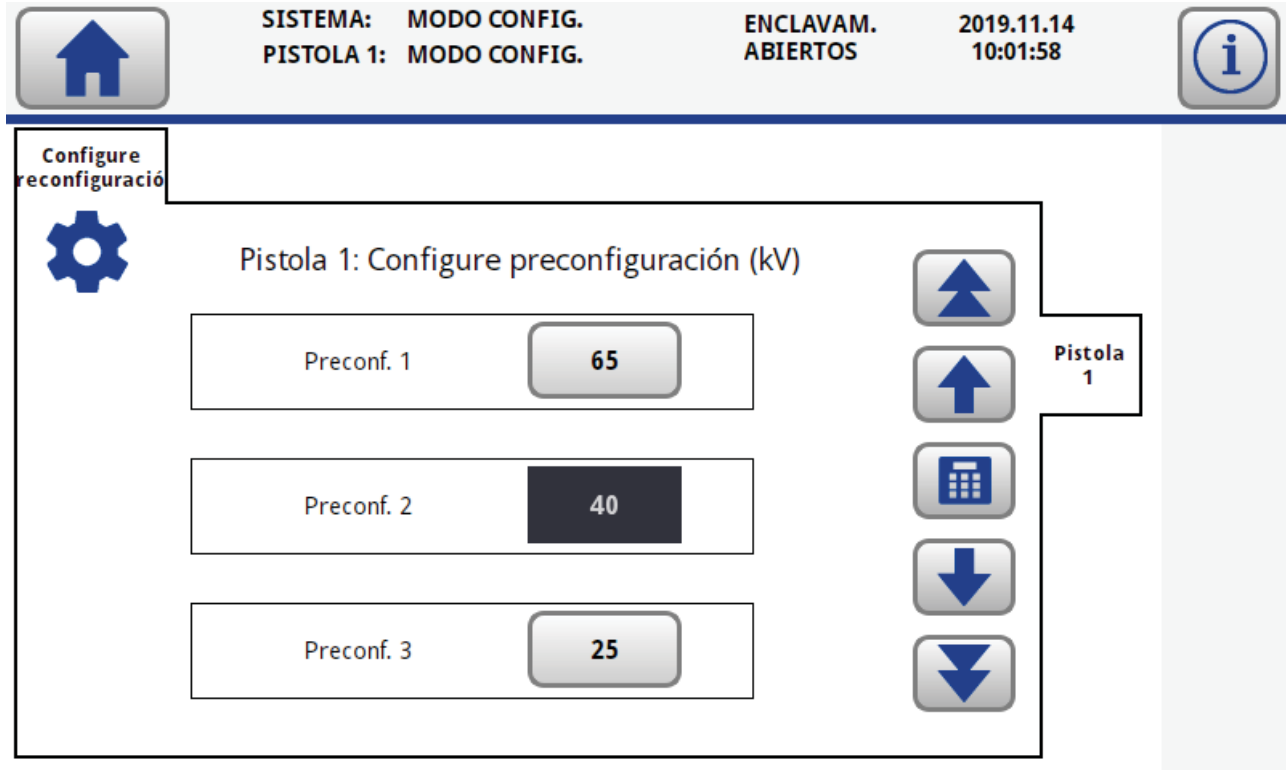 SISTEMA: MODO CONFIG.
PISTOLA 1: MODO CONFIG.
ENCLAVAM.
ABIERTOS
2019.11.14
10:01:58
i
Configure
reconfiguració
Pistola 1: Configure preconfiguración (kV)
Preconf. 1 65
Preconf. 2 40
Preconf. 3 25
Pistola
1